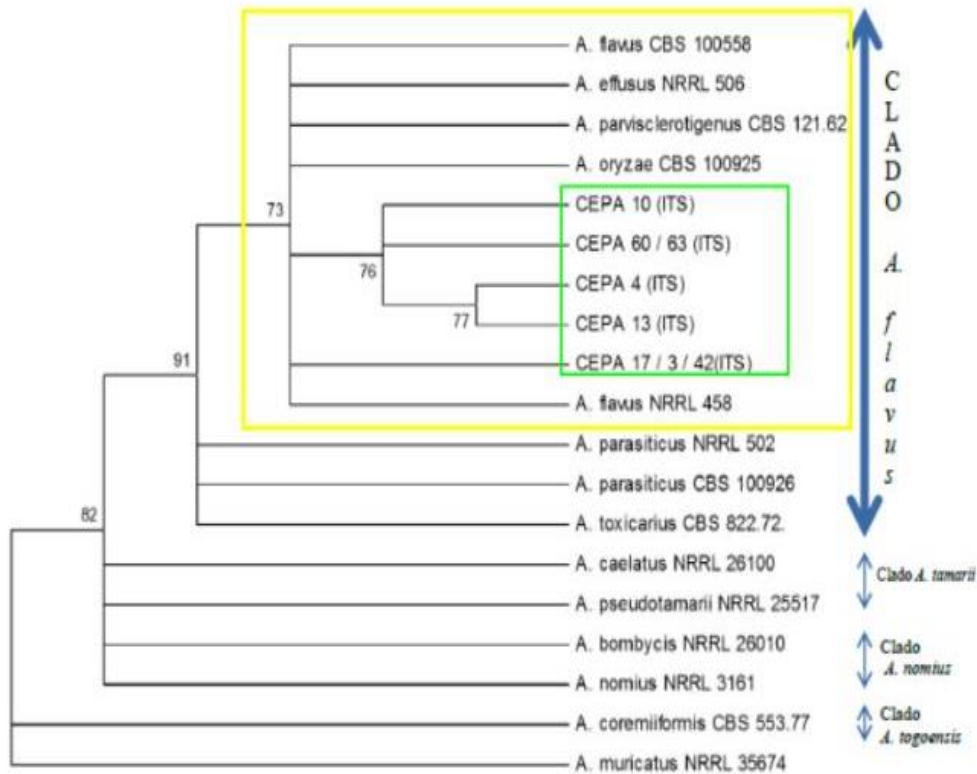 A. flavus CBS 100558
A. effusus NRRL 506
A. parvisclerotigenus CBS 121.62
A. oryzae CBS 100925
CEPA 10 (ITS)
CEPA 60 / 63 (ITS)
CEPA 4 (ITS)
CEPA 13 (ITS)
CEPA 17 / 3 / 42(ITS)
A. flavus NRRL 458
A. parasiticus NRRL 502
A. parasiticus CBS 100926
A. toxicarius CBS 822.72.
A. caelatus NRRL 26100
A. pseudotamarii NRRL 25517
A. bombycis NRRL 26010
A. nomius NRRL 3161
A. coremiiformis CBS 553.77
A. muricatus NRRL 35674
73
76
77
91
82
CLADO A. flavus
Clado A. tamarii
Clado
A. nomius
Clado
A. togoensis